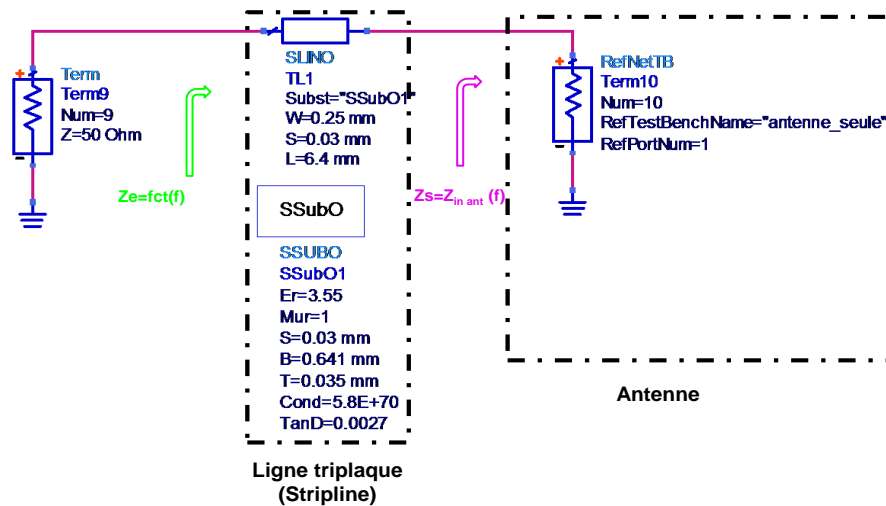 Term
Term9
Num=9
Z=50 Ohm
Ze=fct(f)
SLINO
TL1
Subst="SSubO1"
W=0.25 mm
S=0.03 mm
L=6.4 mm
SSubO
SSUBO
SSubO1
Er=3.55
Mur=1
S=0.03 mm
B=0.641 mm
T=0.035 mm
Cond=5.8E+70
TanD=0.0027
Ligne triplaque
(Stripline)
Zs=Zin ant (f)
RefNetTB
Term10
Num=10
RefTestBenchName="antenne_seule"
RefPortNum=1
Antenne